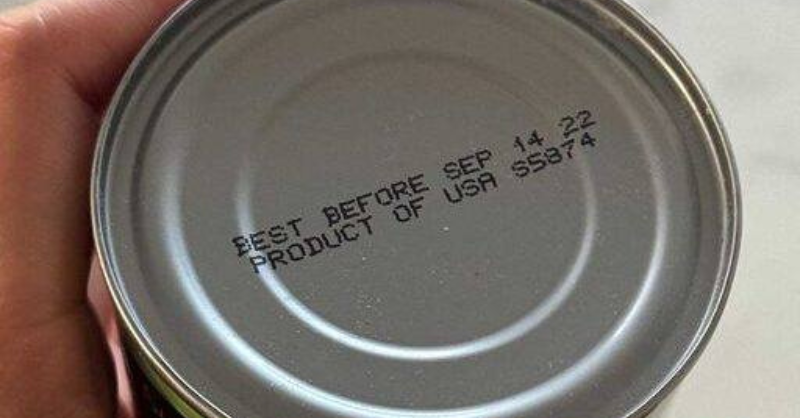 BEST BEFORE SEP 14 22
PRODUCT OF USA S5874